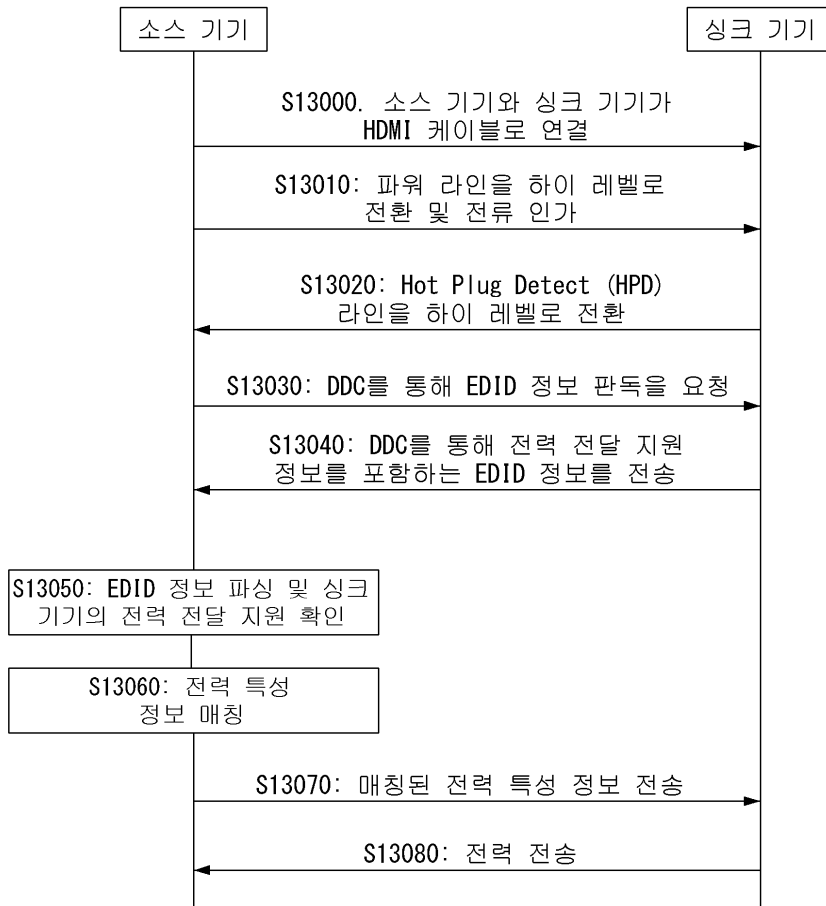 소스 기기
싱크 기기
S13000. 소스 기기와 싱크 기기가
HDMI 케이블로 연결
S13010: 파워 라인을 하이 레벨로
전환 및 전류 인가
S13020: Hot Plug Detect (HPD)
라인을 하이 레벨로 전환
S13030: DDC를 통해 EDID 정보 판독을 요청
S13040: DDC를 통해 전력 전달 지원
정보를 포함하는 EDID 정보를 전송
S13050: EDID 정보 파싱 및 싱크
기기의 전력 전달 지원 확인
S13060: 전력 특성
정보 매칭
S13070: 매칭된 전력 특성 정보 전송
S13080: 전력 전송